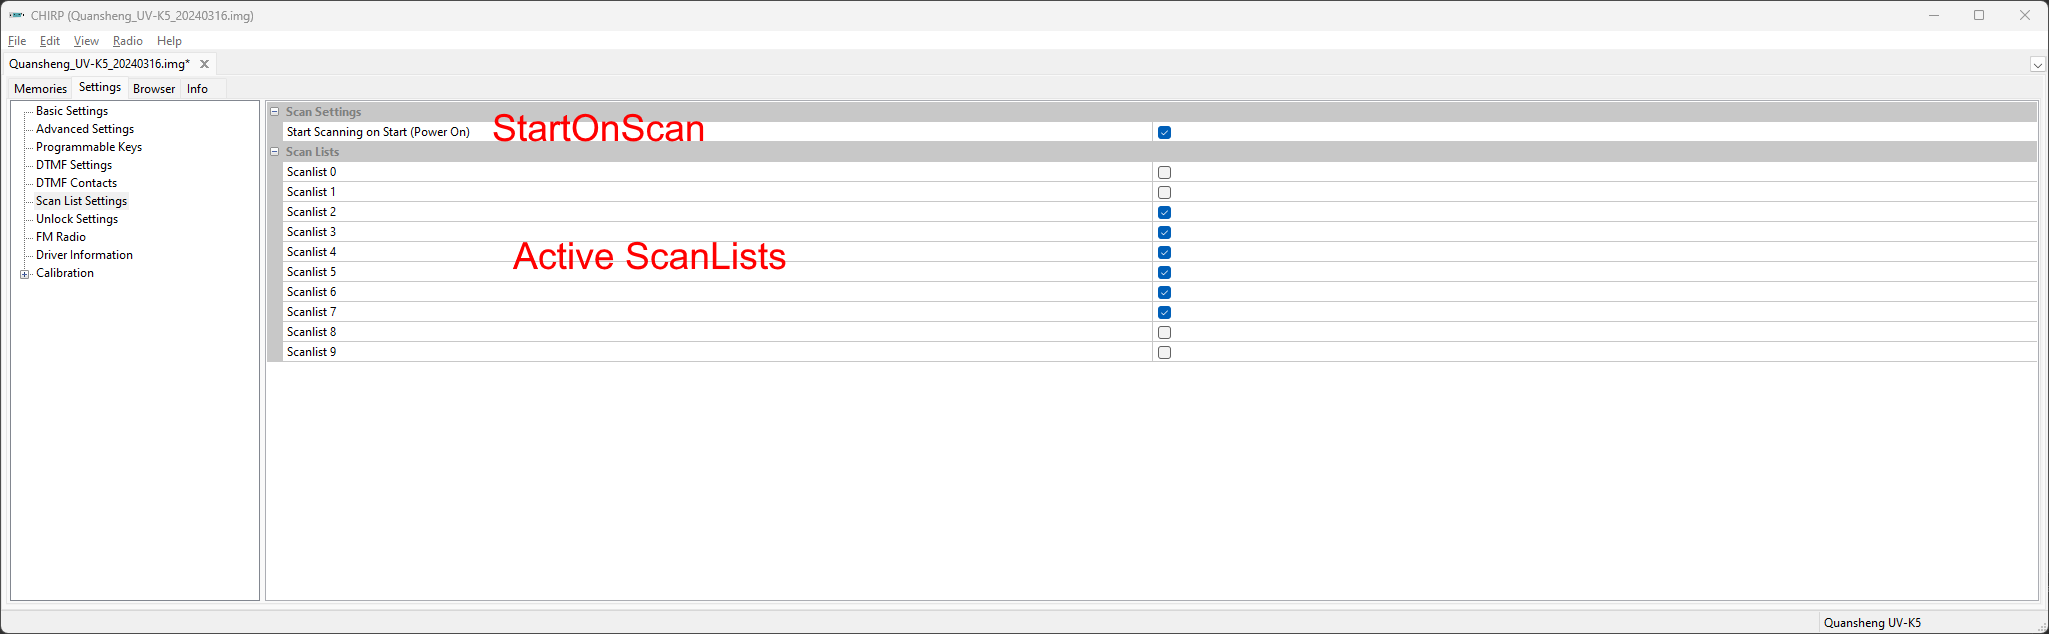 CHIRP (Quansheng_UV-K5_20240316.img)
File Edit View Radio Help
Quansheng_UV-K5_20240316.img*
Memories Settings Browser Info
Basic Settings
Advanced Settings
Programmable Keys
DTMF Settings
DTMF Contacts
Scan List Settings
Unlock Settings
FM Radio
Driver Information
Calibration
Scan Settings
Start Scanning on Start (Power On)
StartOnScan
Scan Lists
Scanlist 0
Scanlist 1
Scanlist 2
Scanlist 3
Scanlist 4
Active ScanLists
Scanlist 5
Scanlist 6
Scanlist 7
Scanlist 8
Scanlist 9
Quansheng UV-K5